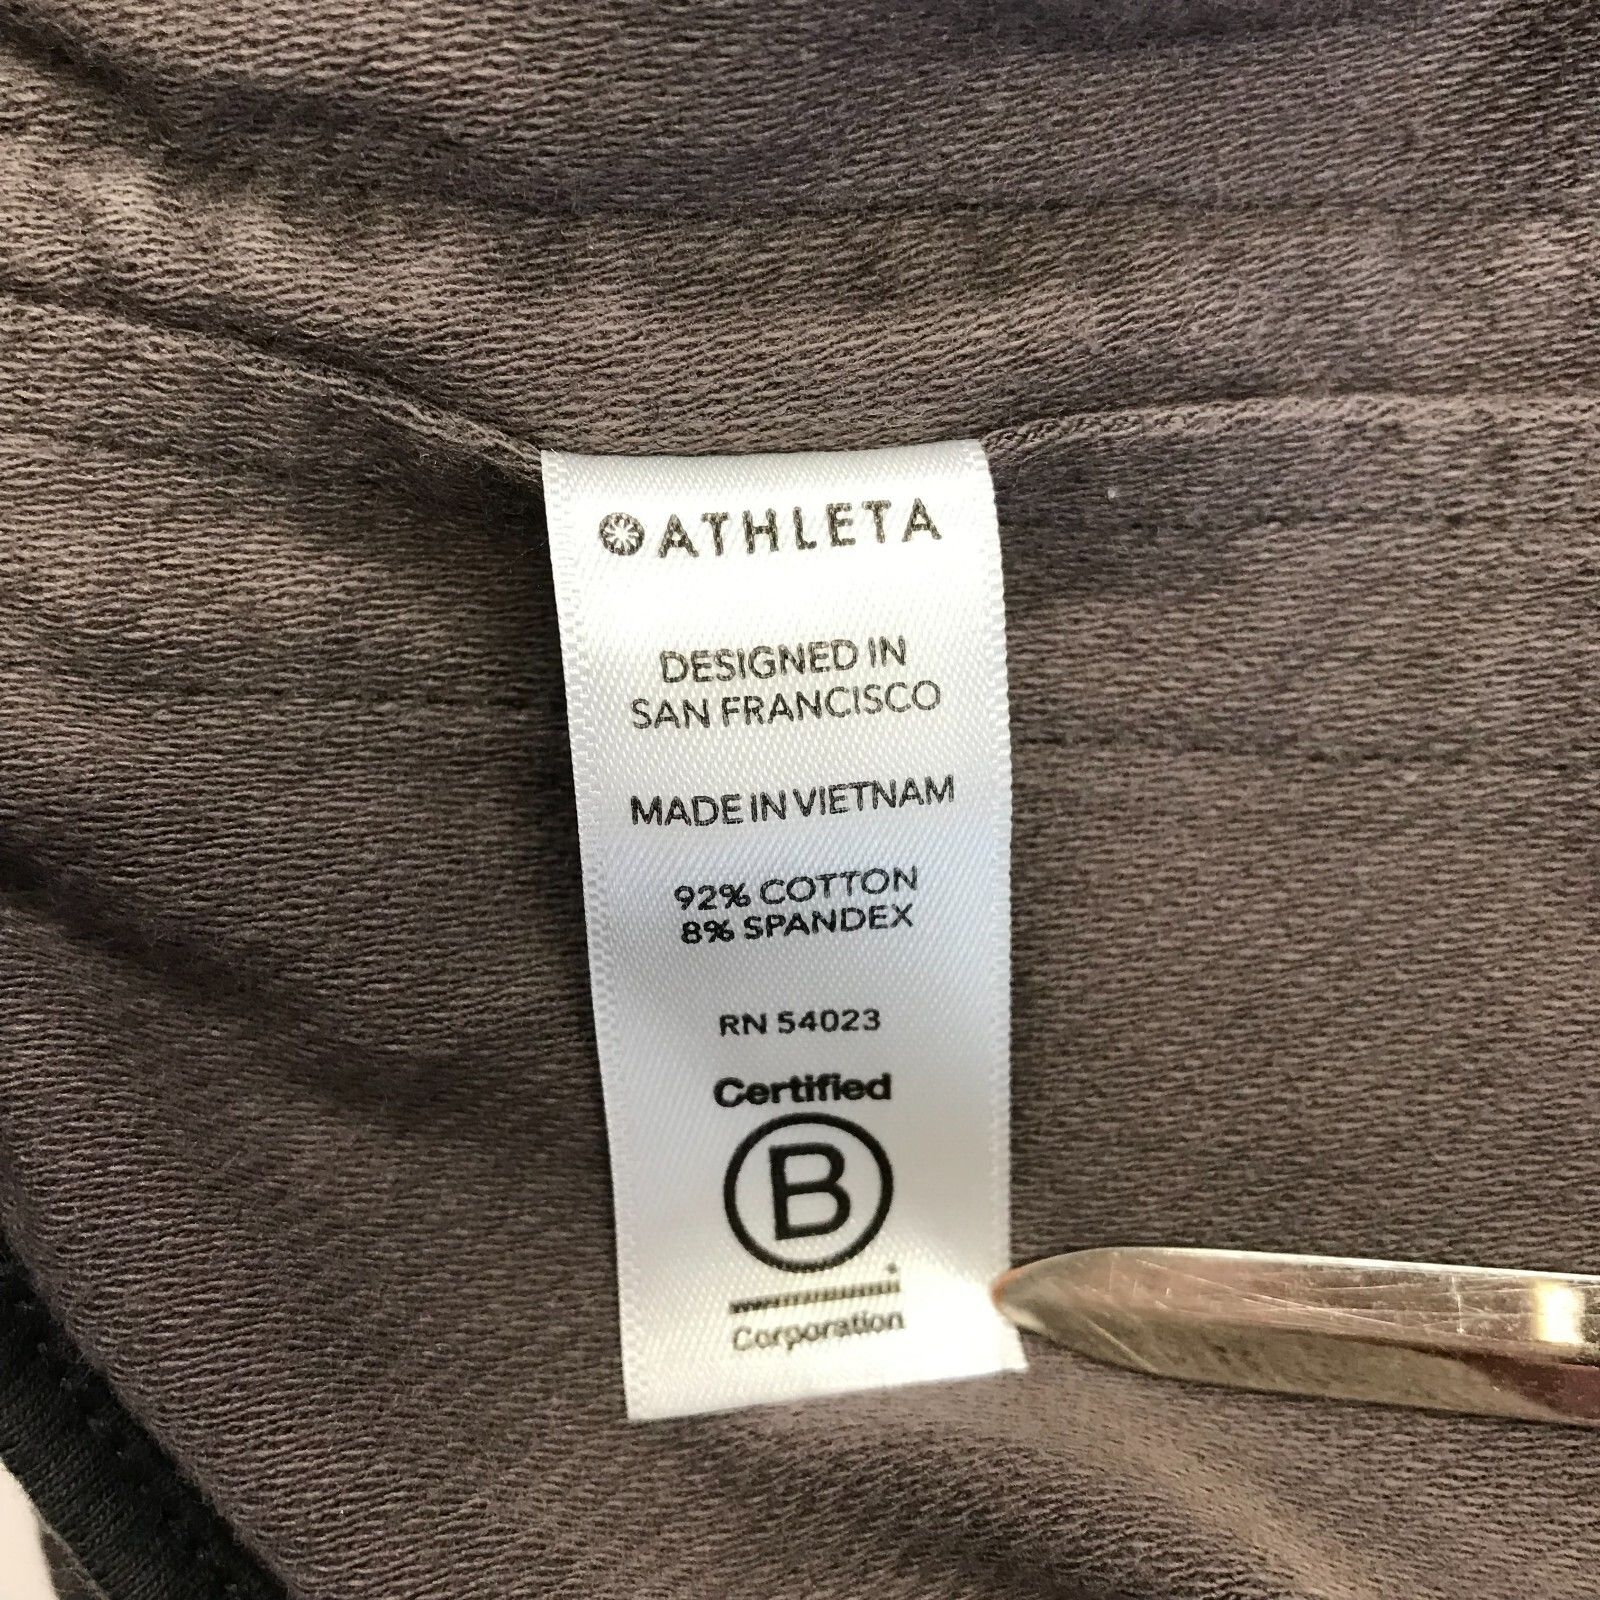 ATHLETA
DESIGNED IN
SAN FRANCISCO
MADE IN VIETNAM
92% COTTON
8% SPANDEX
RN 54023
Certified
B
Corporation